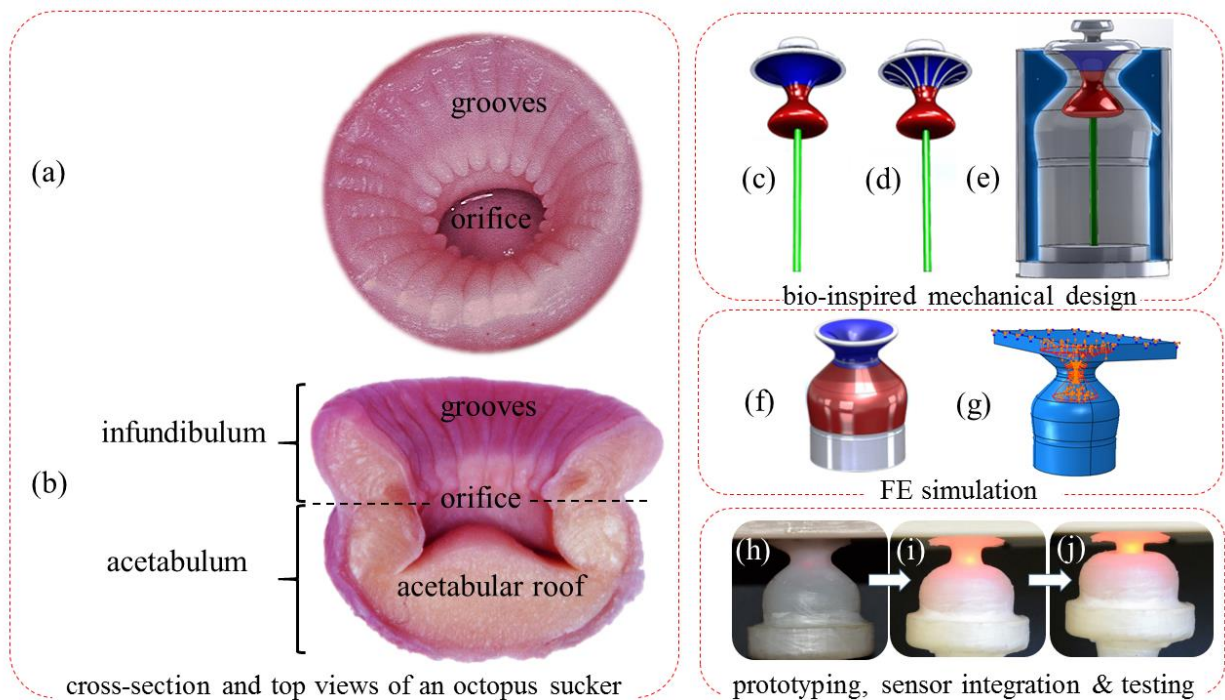 (a)
grooves
orifice
infundibulum
grooves
(b)
orifice
acetabulum
acetabular roof
cross-section and top views of an octopus sucker
(c)
(d)
(e)
bio-inspired mechanical design
(f)
(g)
FE simulation
(h)
(i)
(j)
prototyping, sensor integration & testing